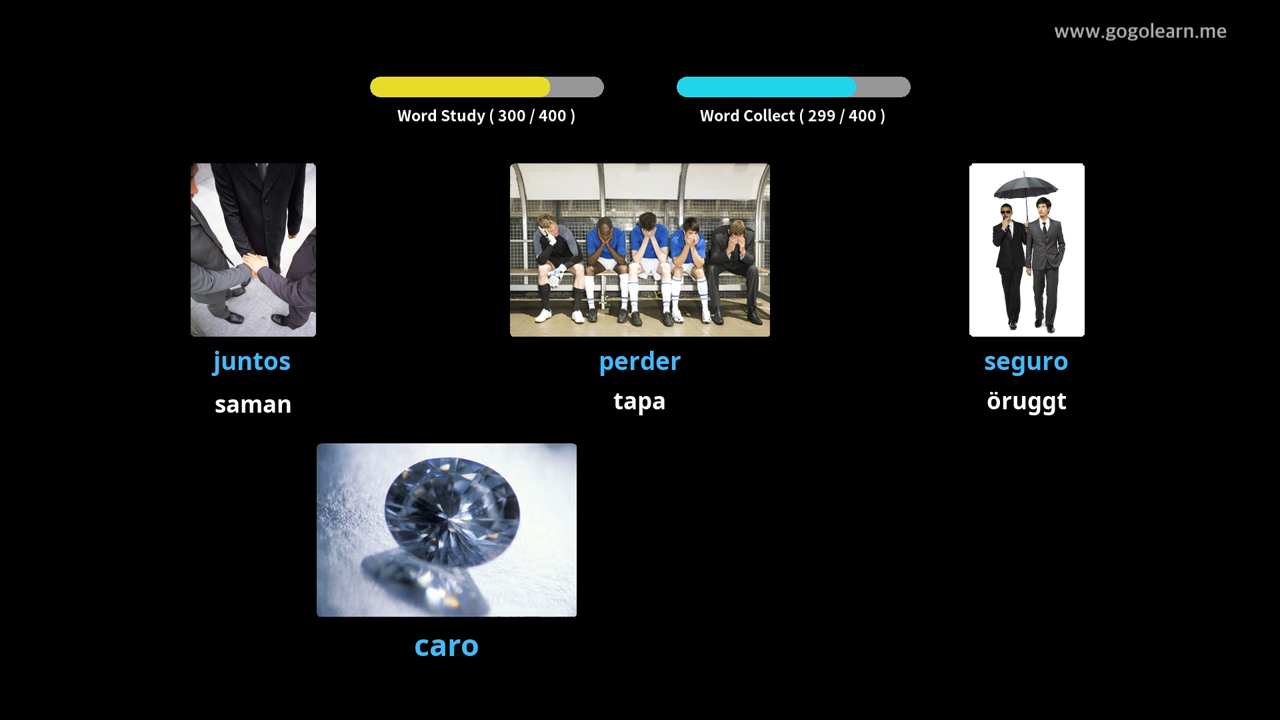 www.gogolearn.me
Word Study ( 300 / 400 )
Word Collect ( 299 / 400 )
juntos
saman
perder
tapa
seguro
öruggt
caro